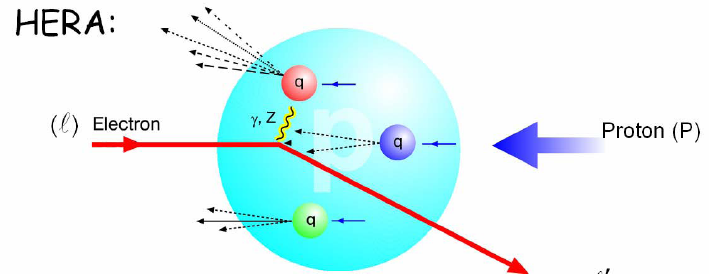 HERA:
q
γ, Z
(ℓ) Electron
q
Proton (P)
p
q